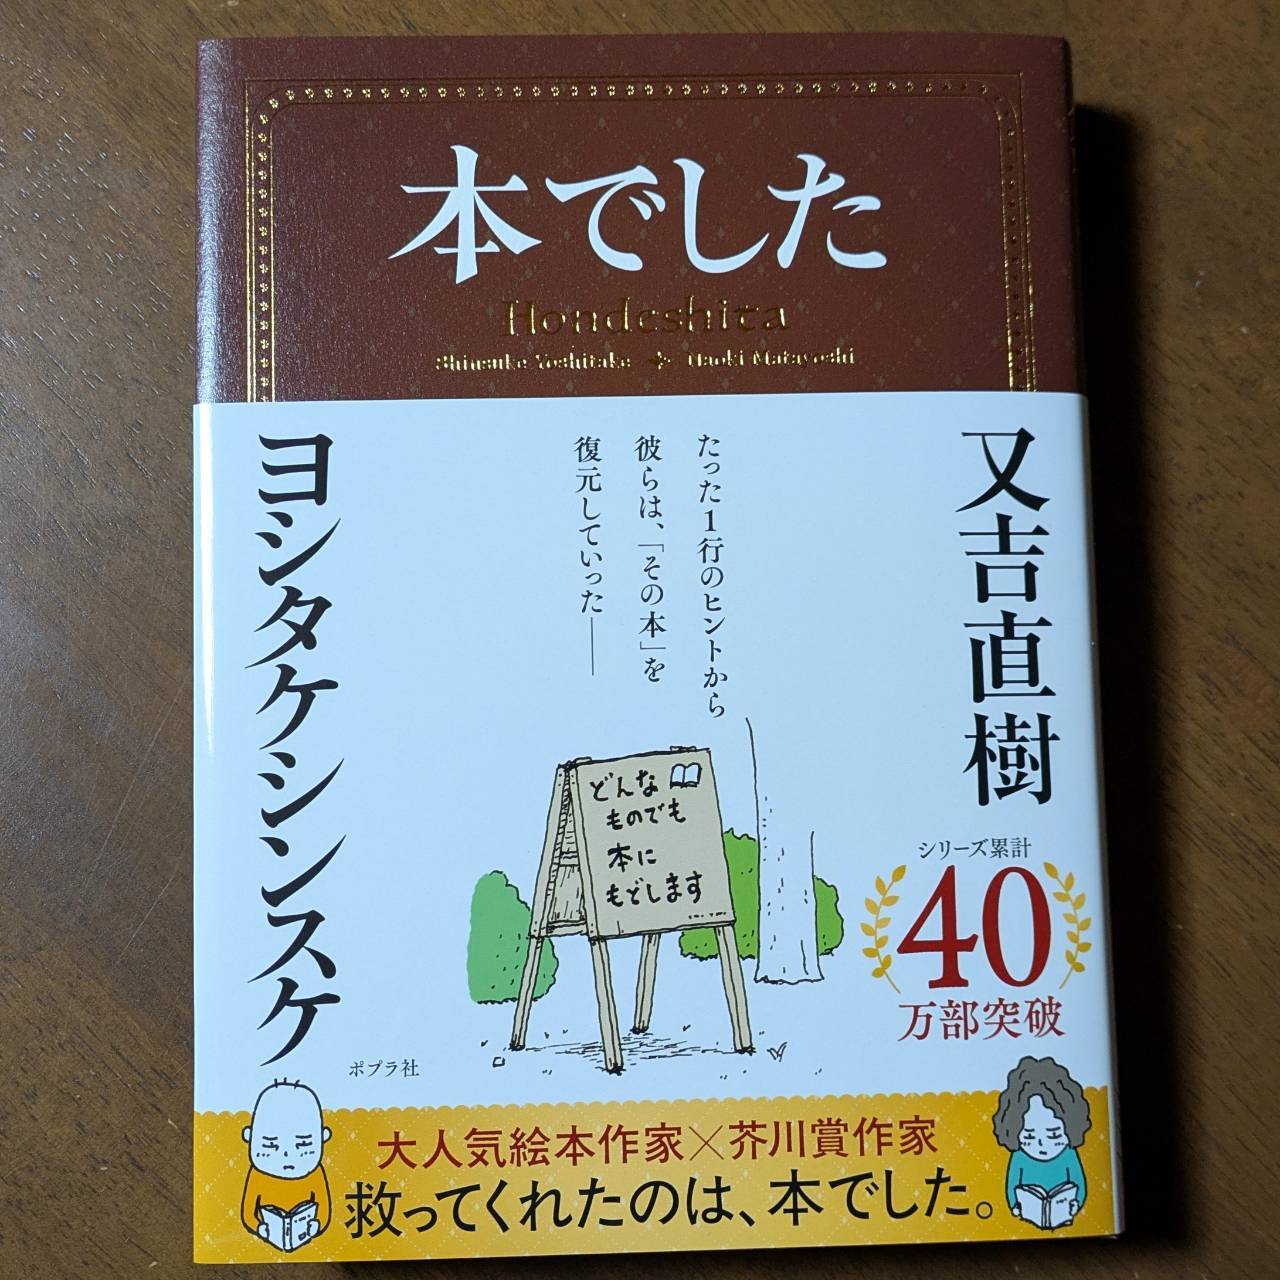 本でした
Hondeshita
Shinsuke Yoshitake Naoki Matayoshi
又吉直樹
たった1行のヒントから
彼らは、「その本」を
復元していった――
ヨシタケシンスケ
どんな
ものでも
本に
もどします
シリーズ累計
40
万部突破
ポプラ社
大人気絵本作家×芥川賞作家
救ってくれたのは、本でした。